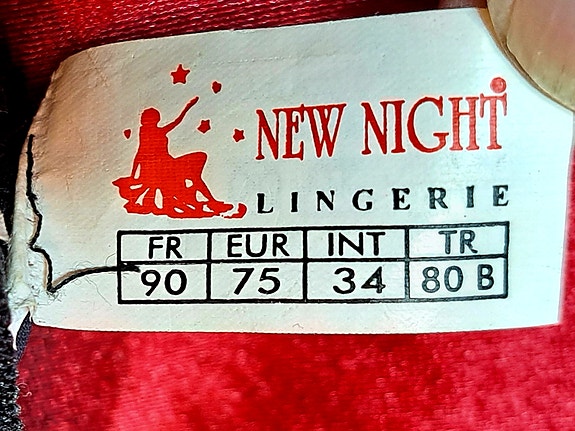 NEW NIGHT
LINGERIE
FR EUR INT TR
90 75 34 80 B